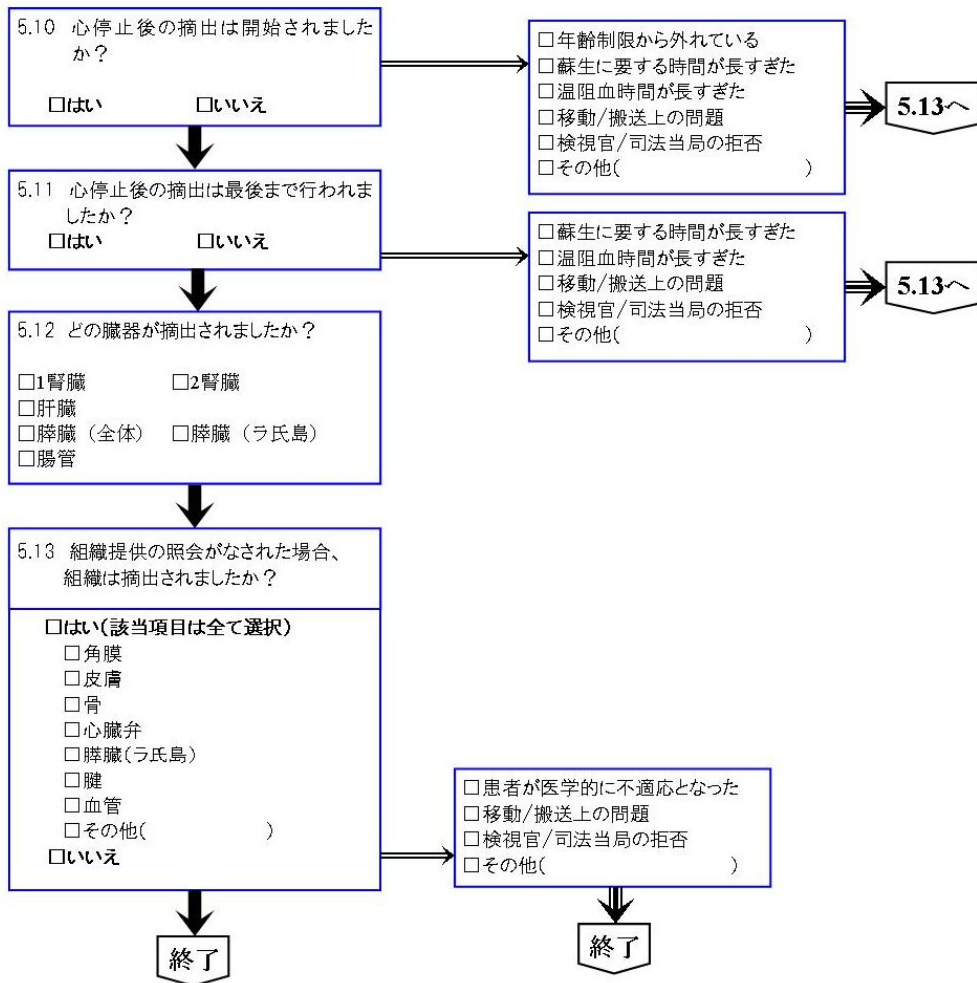 5.10 心停止後の摘出は開始されました
か？
□はい □いいえ
□年齢制限から外れている
□蘇生に要する時間が長すぎた
□温阻血時間が長すぎた
□移動/搬送上の問題
□検視官/司法当局の拒否
□その他( )
5.13へ
5.11 心停止後の摘出は最後まで行われま
したか？
□はい □いいえ
□蘇生に要する時間が長すぎた
□温阻血時間が長すぎた
□移動/搬送上の問題
□検視官/司法当局の拒否
□その他( )
5.13へ
5.12 どの臓器が摘出されましたか？
□1腎臓 □2腎臓
□肝臓
□膵臓（全体） □膵臓（ラ氏島）
□腸管
5.13 組織提供の照会がなされた場合、
組織は摘出されましたか？
□はい(該当項目は全て選択)
□角膜
□皮膚
□骨
□心臓弁
□膵臓(ラ氏島)
□腱
□血管
□その他( )
□いいえ
□患者が医学的に不適応となった
□移動/搬送上の問題
□検視官/司法当局の拒否
□その他( )
終了
終了